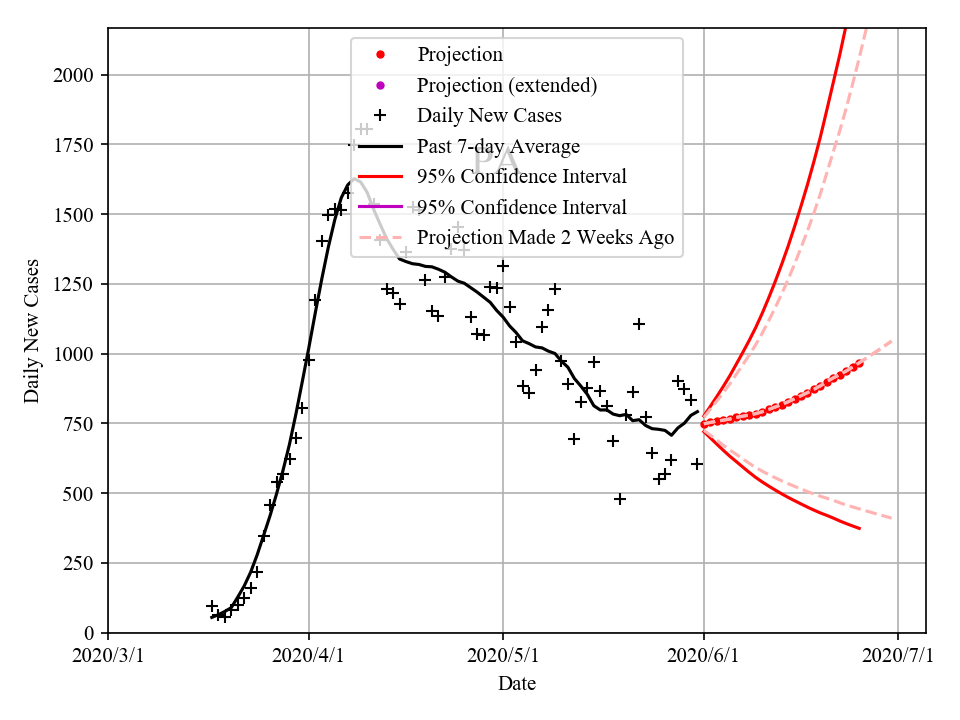 Projection
Projection (extended)
Daily New Cases
Past 7-day Average
95% Confidence Interval
95% Confidence Interval
Projection Made 2 Weeks Ago
PA
2000
1750
1500
1250
1000
750
500
250
0
Daily New Cases
2020/3/1 2020/4/1 2020/5/1 2020/6/1 2020/7/1
Date